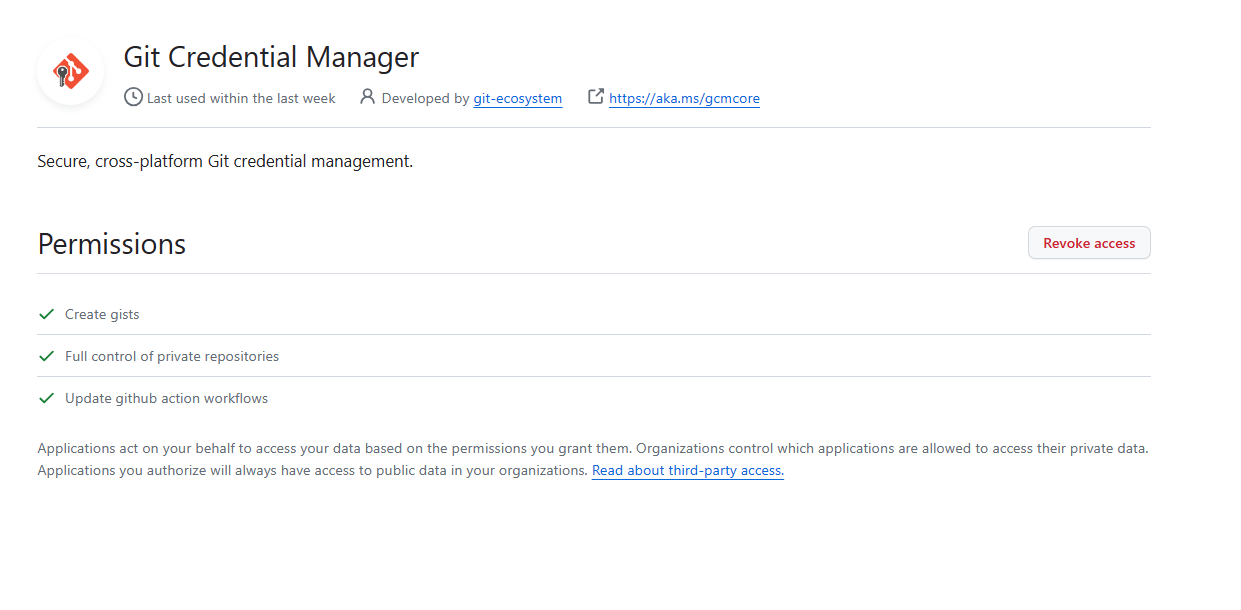 Git Credential Manager
Last used within the last week Developed by git-ecosystem https://aka.ms/gcmcore
Secure, cross-platform Git credential management.
Permissions Revoke access
Create gists
Full control of private repositories
Update github action workflows
Applications act on your behalf to access your data based on the permissions you grant them. Organizations control which applications are allowed to access their private data.
Applications you authorize will always have access to public data in your organizations. Read about third-party access.